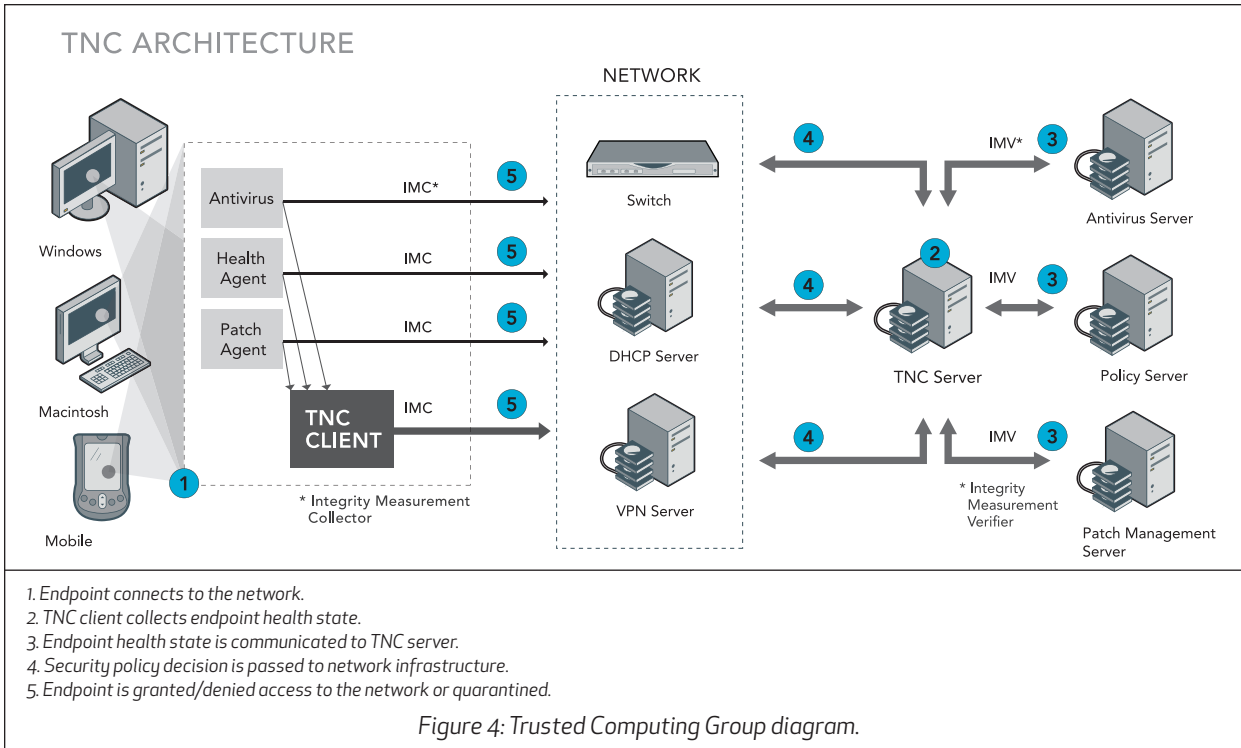 TNC ARCHITECTURE
NETWORK
Windows
Macintosh
Mobile
1
Antivirus
Health
Agent
Patch
Agent
TNC
CLIENT
* Integrity Measurement
Collector
IMC*
5
IMC
5
IMC
5
IMC
5
Switch
DHCP Server
VPN Server
4
4
4
2
TNC Server
IMV*
3
IMV
3
IMV
3
* Integrity
Measurement
Verifier
Antivirus Server
Policy Server
Patch Management
Server
1. Endpoint connects to the network.
2. TNC client collects endpoint health state.
3. Endpoint health state is communicated to TNC server.
4. Security policy decision is passed to network infrastructure.
5. Endpoint is granted/denied access to the network or quarantined.
Figure 4: Trusted Computing Group diagram.